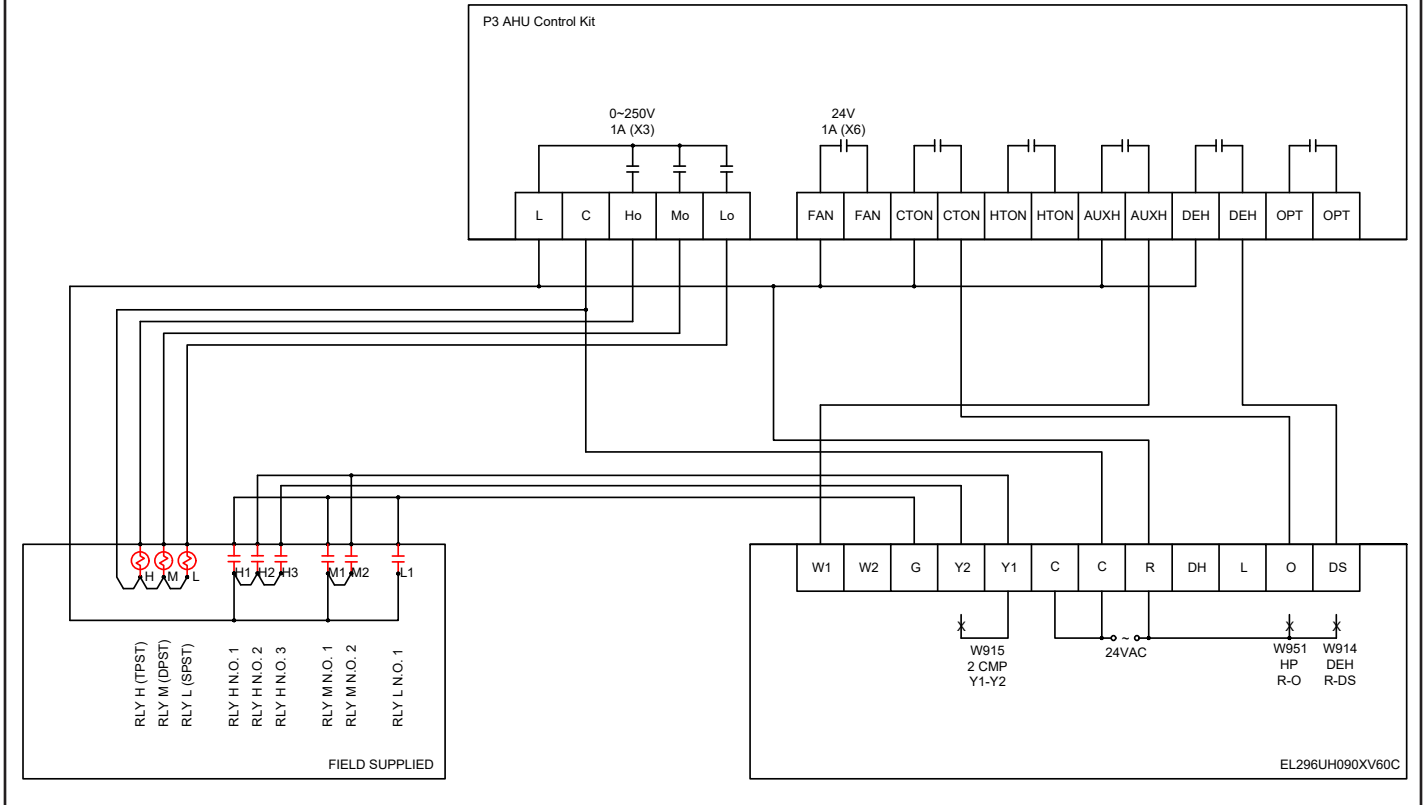 P3 AHU Control Kit
0~250V
1A (X3)
24V
1A (X6)
L C Ho Mo Lo
FAN FAN CTON CTON HTON HTON AUXH AUXH DEH DEH OPT OPT
H M L H1 H2 H3 M1 M2 L1
RLY H (TPST)
RLY M (DPST)
RLY L (SPST)
RLY H N.O. 1
RLY H N.O. 2
RLY H N.O. 3
RLY M N.O. 1
RLY M N.O. 2
RLY L N.O. 1
FIELD SUPPLIED
W1 W2 G Y2 Y1 C C R DH L O DS
W915
2 CMP
Y1-Y2
~
24VAC
W951
HP
R-O
W914
DEH
R-DS
EL296UH090XV60C